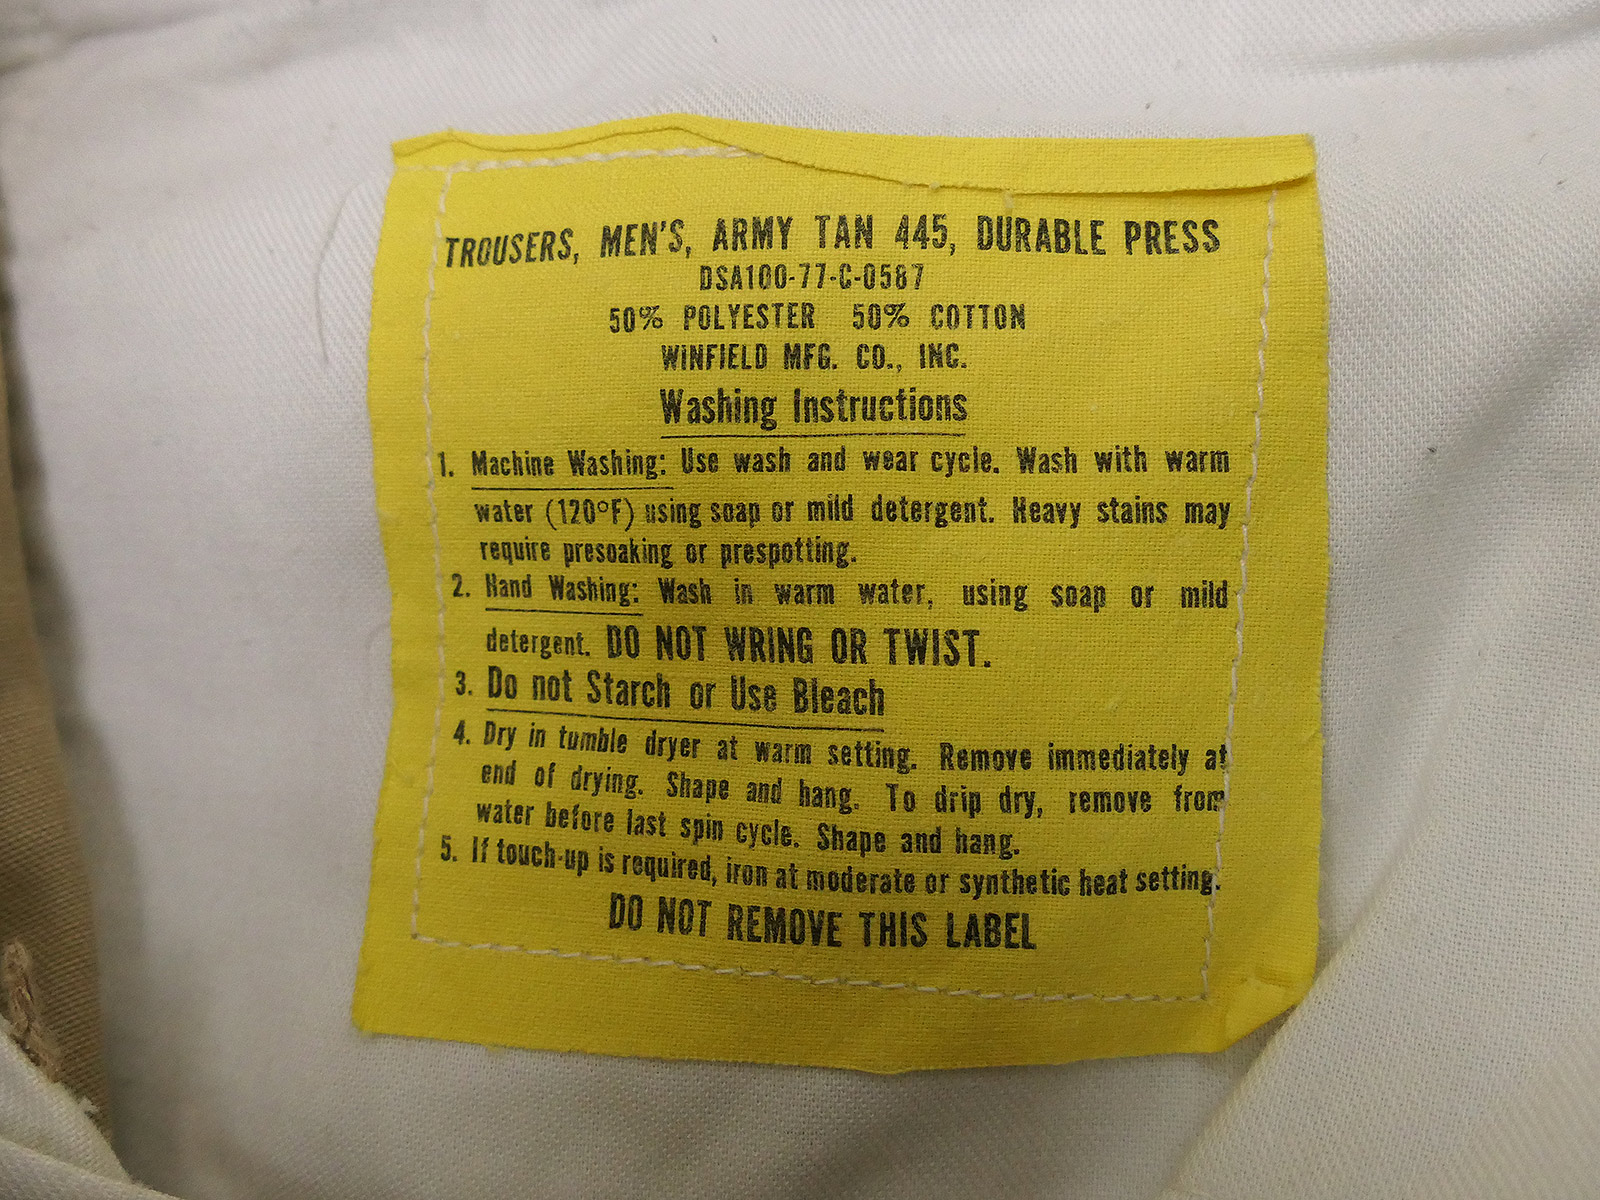 TROUSERS, MEN'S, ARMY TAN 445, DURABLE PRESS
DSA100-77-C-0587
50% POLYESTER 50% COTTON
WINFIELD MFG. CO., INC.
Washing Instructions
1. Machine Washing: Use wash and wear cycle. Wash with warm
water (120°F) using soap or mild detergent. Heavy stains may
require presoaking or prespotting.
2. Hand Washing: Wash in warm water, using soap or mild
detergent. DO NOT WRING OR TWIST.
3. Do not Starch or Use Bleach
4. Dry in tumble dryer at warm setting. Remove immediately at
end of drying. Shape and hang. To drip dry, remove from
water before last spin cycle. Shape and hang.
5. If touch-up is required, iron at moderate or synthetic heat setting.
DO NOT REMOVE THIS LABEL